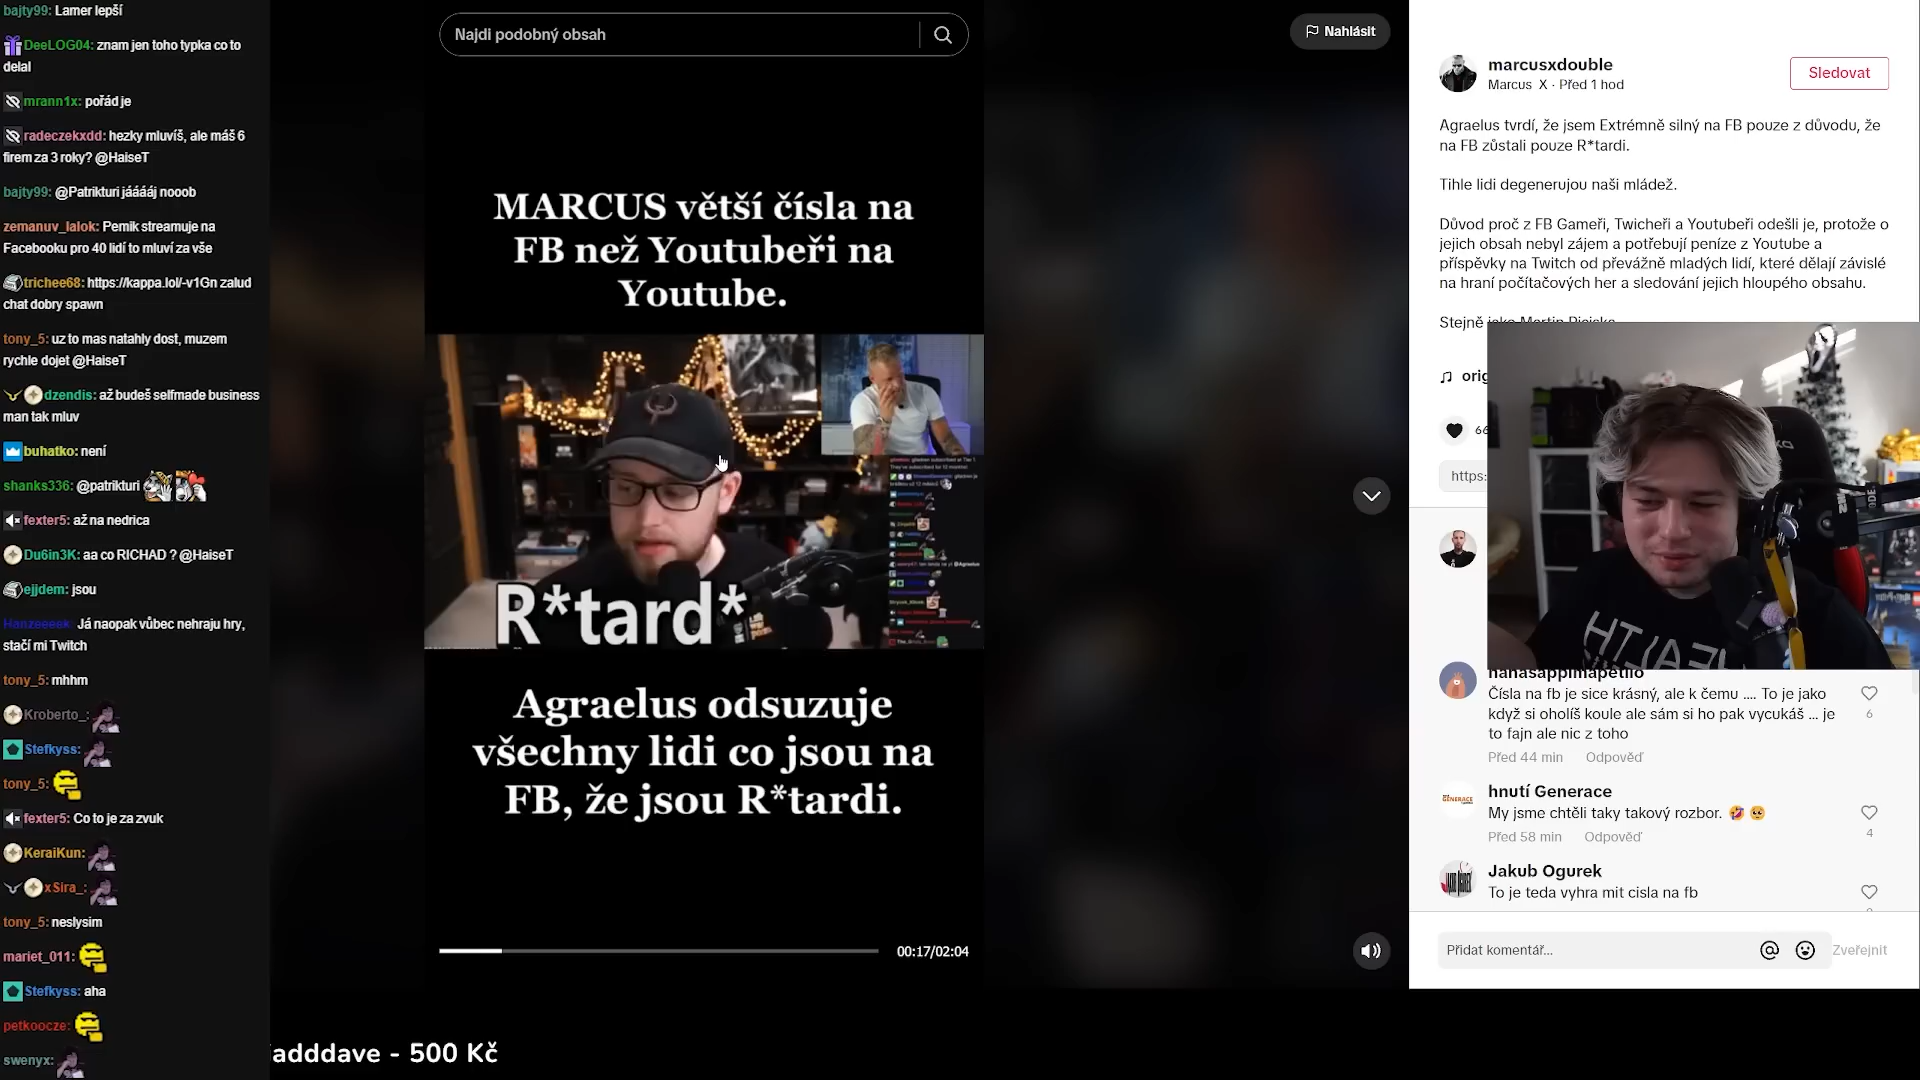 bajty99: Lamer lepší
DeeLOG04: znam jen toho typka co to
delal
mrann1x: pořád je
radeczekxdd: hezky mluvíš, ale máš 6
firem za 3 roky? @HaiseT
bajty99: @Patrikturi jááááj nooob
zemanuv_lalok: Pemik streamuje na
Facebooku pro 40 lidí to mluví za vše
trichee68: https://kappa.lol/-v1Gn zalud
chat dobry spawn
tony_5: uz to mas natahly dost, muzem
rychle dojet @HaiseT
dzendis: až budeš selfmade business
man tak mluv
buhatko: není
shanks336: @patrikturi
fexter5: až na nedrica
Du6in3K: aa co RICHAD ? @HaiseT
ejjdem: jsou
Hanzeeeek: Já naopak vůbec nehraju hry,
stačí mi Twitch
tony_5: mhhm
Kroberto_:
Stefkyss:
tony_5:
fexter5: Co to je za zvuk
KeraiKun:
xSira_:
tony_5: neslysim
mariet_011:
Stefkyss: aha
petkoocze:
swenyx:
Najdi podobný obsah
Nahlásit
MARCUS větší čísla na
FB než Youtubeři na
Youtube.
R*tard*
Agraelus odsuzuje
všechny lidi co jsou na
FB, že jsou R*tardi.
00:17/02:04
adddave - 500 Kč
marcusxdouble
Marcus X · Před 1 hod
Sledovat
Agraelus tvrdí, že jsem Extrémně silný na FB pouze z důvodu, že
na FB zůstali pouze R*tardi.
Tihle lidi degenerujou naši mládež.
Důvod proč z FB Gameři, Twicheři a Youtubeři odešli je, protože o
jejich obsah nebyl zájem a potřebují peníze z Youtube a
příspěvky na Twitch od převážně mladých lidí, které dělají závislé
na hraní počítačových her a sledování jejich hloupého obsahu.
Stejně jako Martin
orig
66
https:
HEALTH
Čísla na fb je sice krásný, ale k čemu .... To je jako
když si oholíš koule ale sám si ho pak vycukáš ... je
to fajn ale nic z toho
6
Před 44 min Odpověď
hnutí Generace
My jsme chtěli taky takový rozbor. 🤣 🥺
4
Před 58 min Odpověď
Jakub Ogurek
To je teda vyhra mit cisla na fb
Přidat komentář...
Zveřejnit